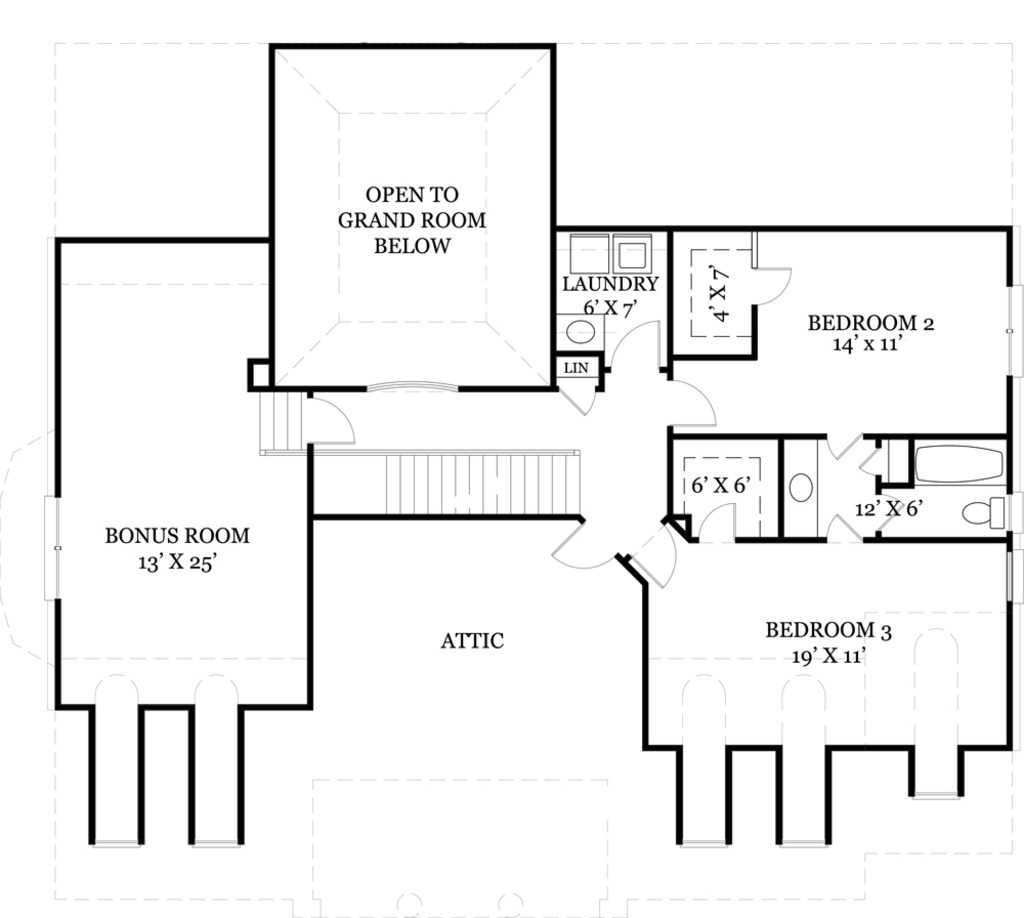 OPEN TO
GRAND ROOM
BELOW
LAUNDRY
6' X 7'
4' X 7'
BEDROOM 2
14' x 11'
LIN
6' X 6'
12' X 6'
BONUS ROOM
13' X 25'
ATTIC
BEDROOM 3
19' X 11'